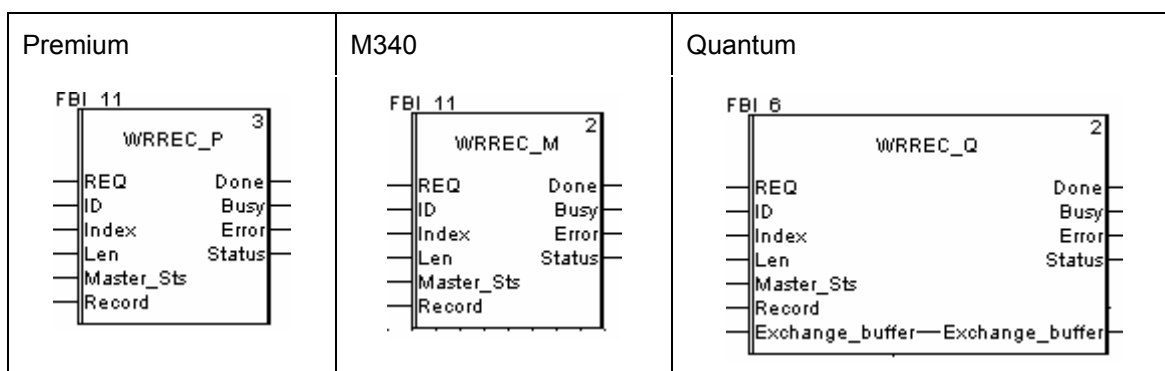 Premium
M340
Quantum
FBI_11
3
WRREC_P
REQ Done
ID Busy
Index Error
Len Status
Master_Sts
Record
FBI_11
2
WRREC_M
REQ Done
ID Busy
Index Error
Len Status
Master_Sts
Record
FBI_6
2
WRREC_Q
REQ Done
ID Busy
Index Error
Len Status
Master_Sts
Record
Exchange_buffer Exchange_buffer